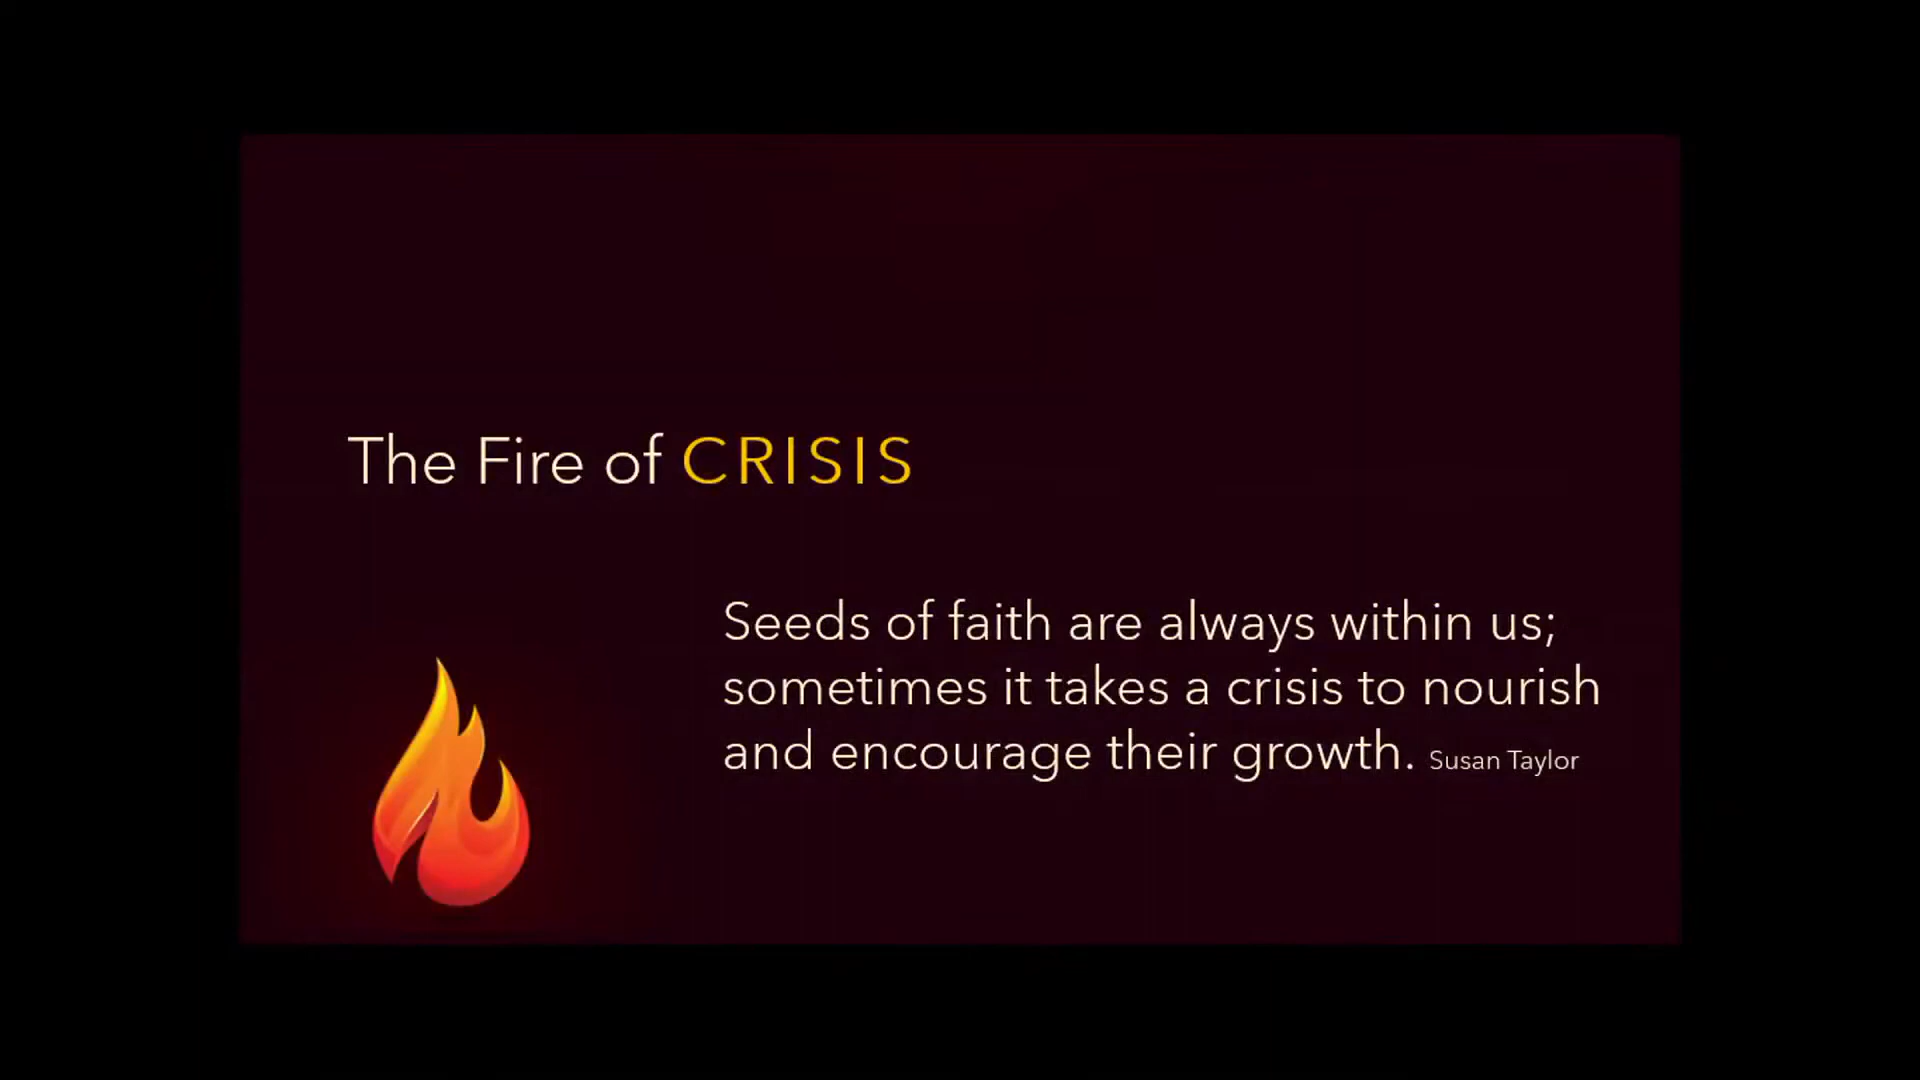 The Fire of CRISIS
Seeds of faith are always within us;
sometimes it takes a crisis to nourish
and encourage their growth. Susan Taylor